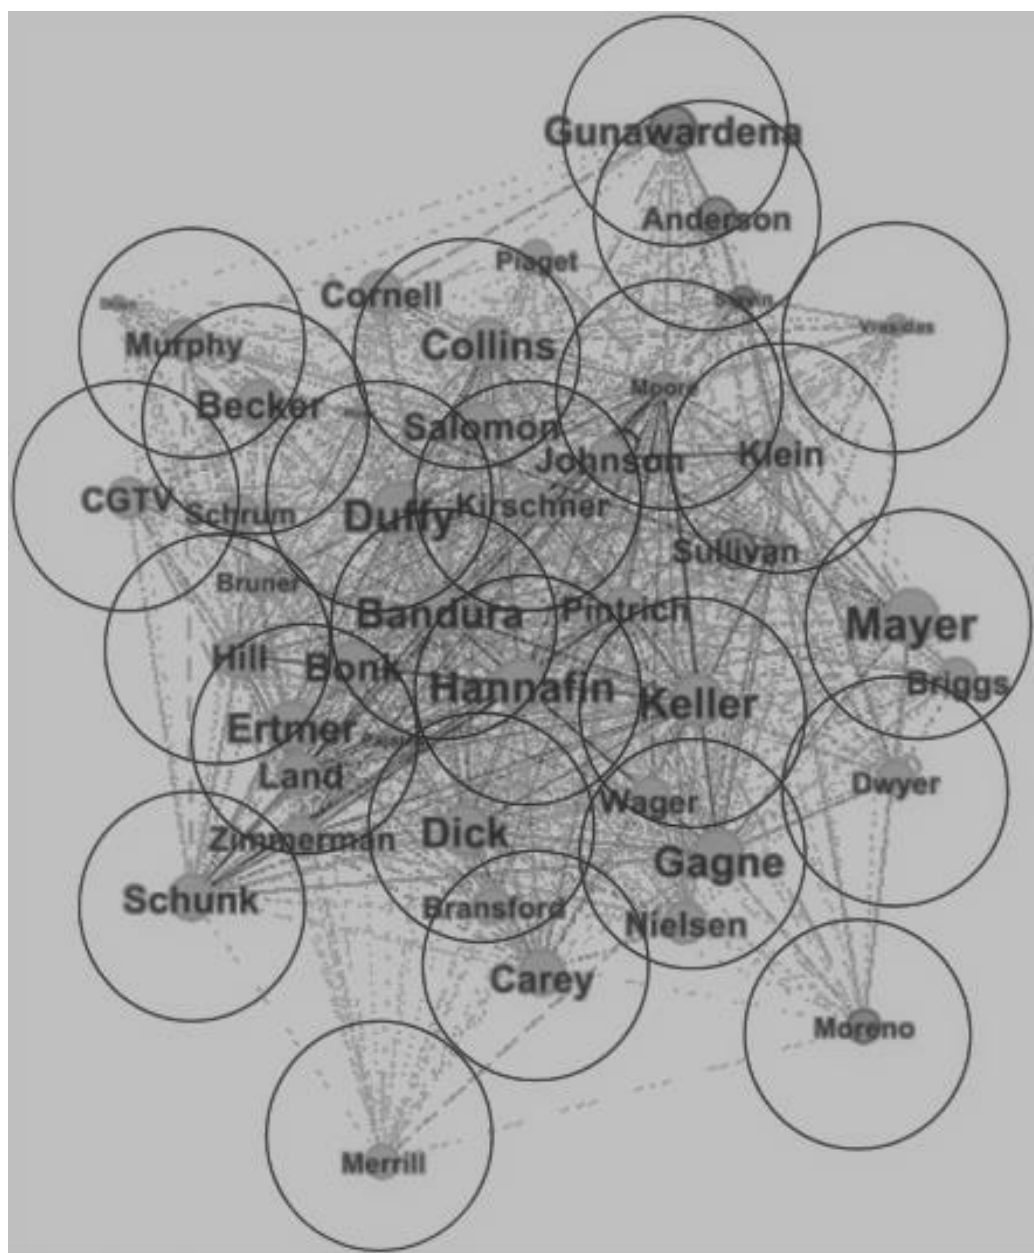 Gunawardena
Anderson
Piaget
Cornell
Slavin
Vrasidas
Murphy
Collins
Moore
Becker
Salomon
Johnson
Klein
CGTV
Schrum
Duffy
Kirschner
Sullivan
Bruner
Bandura
Pintrich
Mayer
Hill
Bonk
Hannafin
Keller
Briggs
Ertmer
Land
Wager
Dwyer
Zimmerman
Dick
Gagne
Schunk
Bransford
Nielsen
Carey
Moreno
Merrill